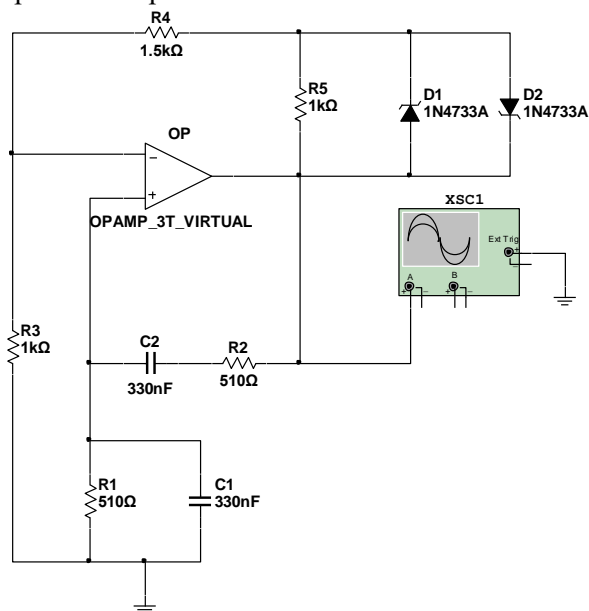 R4
1.5kΩ
R5
1kΩ
D1
1N4733A
D2
1N4733A
OP
OPAMP_3T_VIRTUAL
XSC1
Ext Trig
+
_
A
B
+
_
+
_
R3
1kΩ
C2
330nF
R2
510Ω
R1
510Ω
C1
330nF